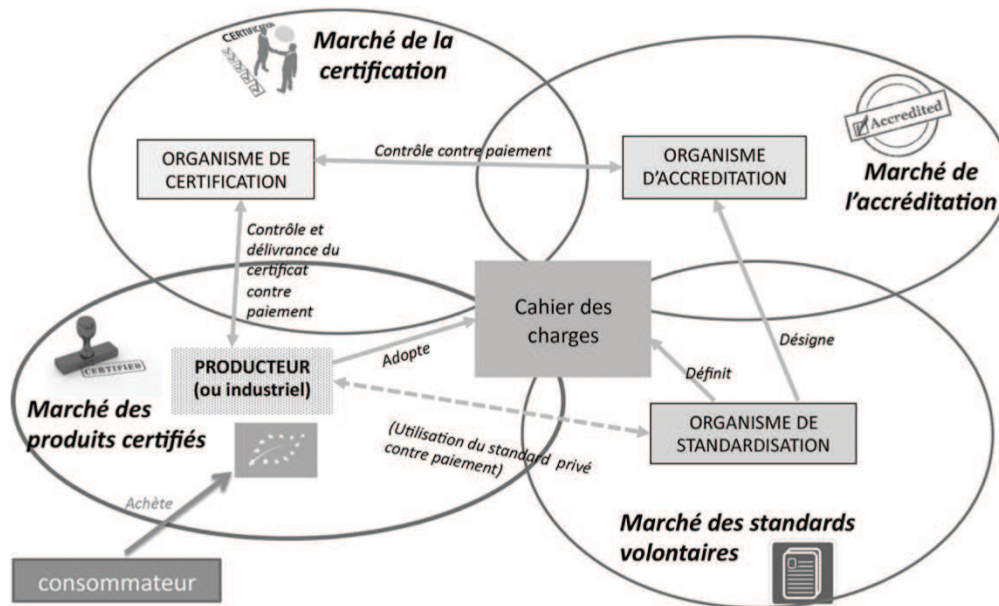 CERTIFICATION
Marché de la
certification
Accredited
Marché de
l'accréditation
ORGANISME DE
CERTIFICATION
Contrôle contre paiement
ORGANISME
D'ACCREDITATION
Contrôle et
délivrance du
certificat
contre
paiement
Cahier des
charges
Désigne
CERTIFIED
PRODUCTEUR
(ou industriel)
Adopte
Définit
Marché des
produits certifiés
ORGANISME DE
STANDARDISATION
(Utilisation du standard privé
contre paiement)
Achète
Marché des standards
volontaires
consommateur